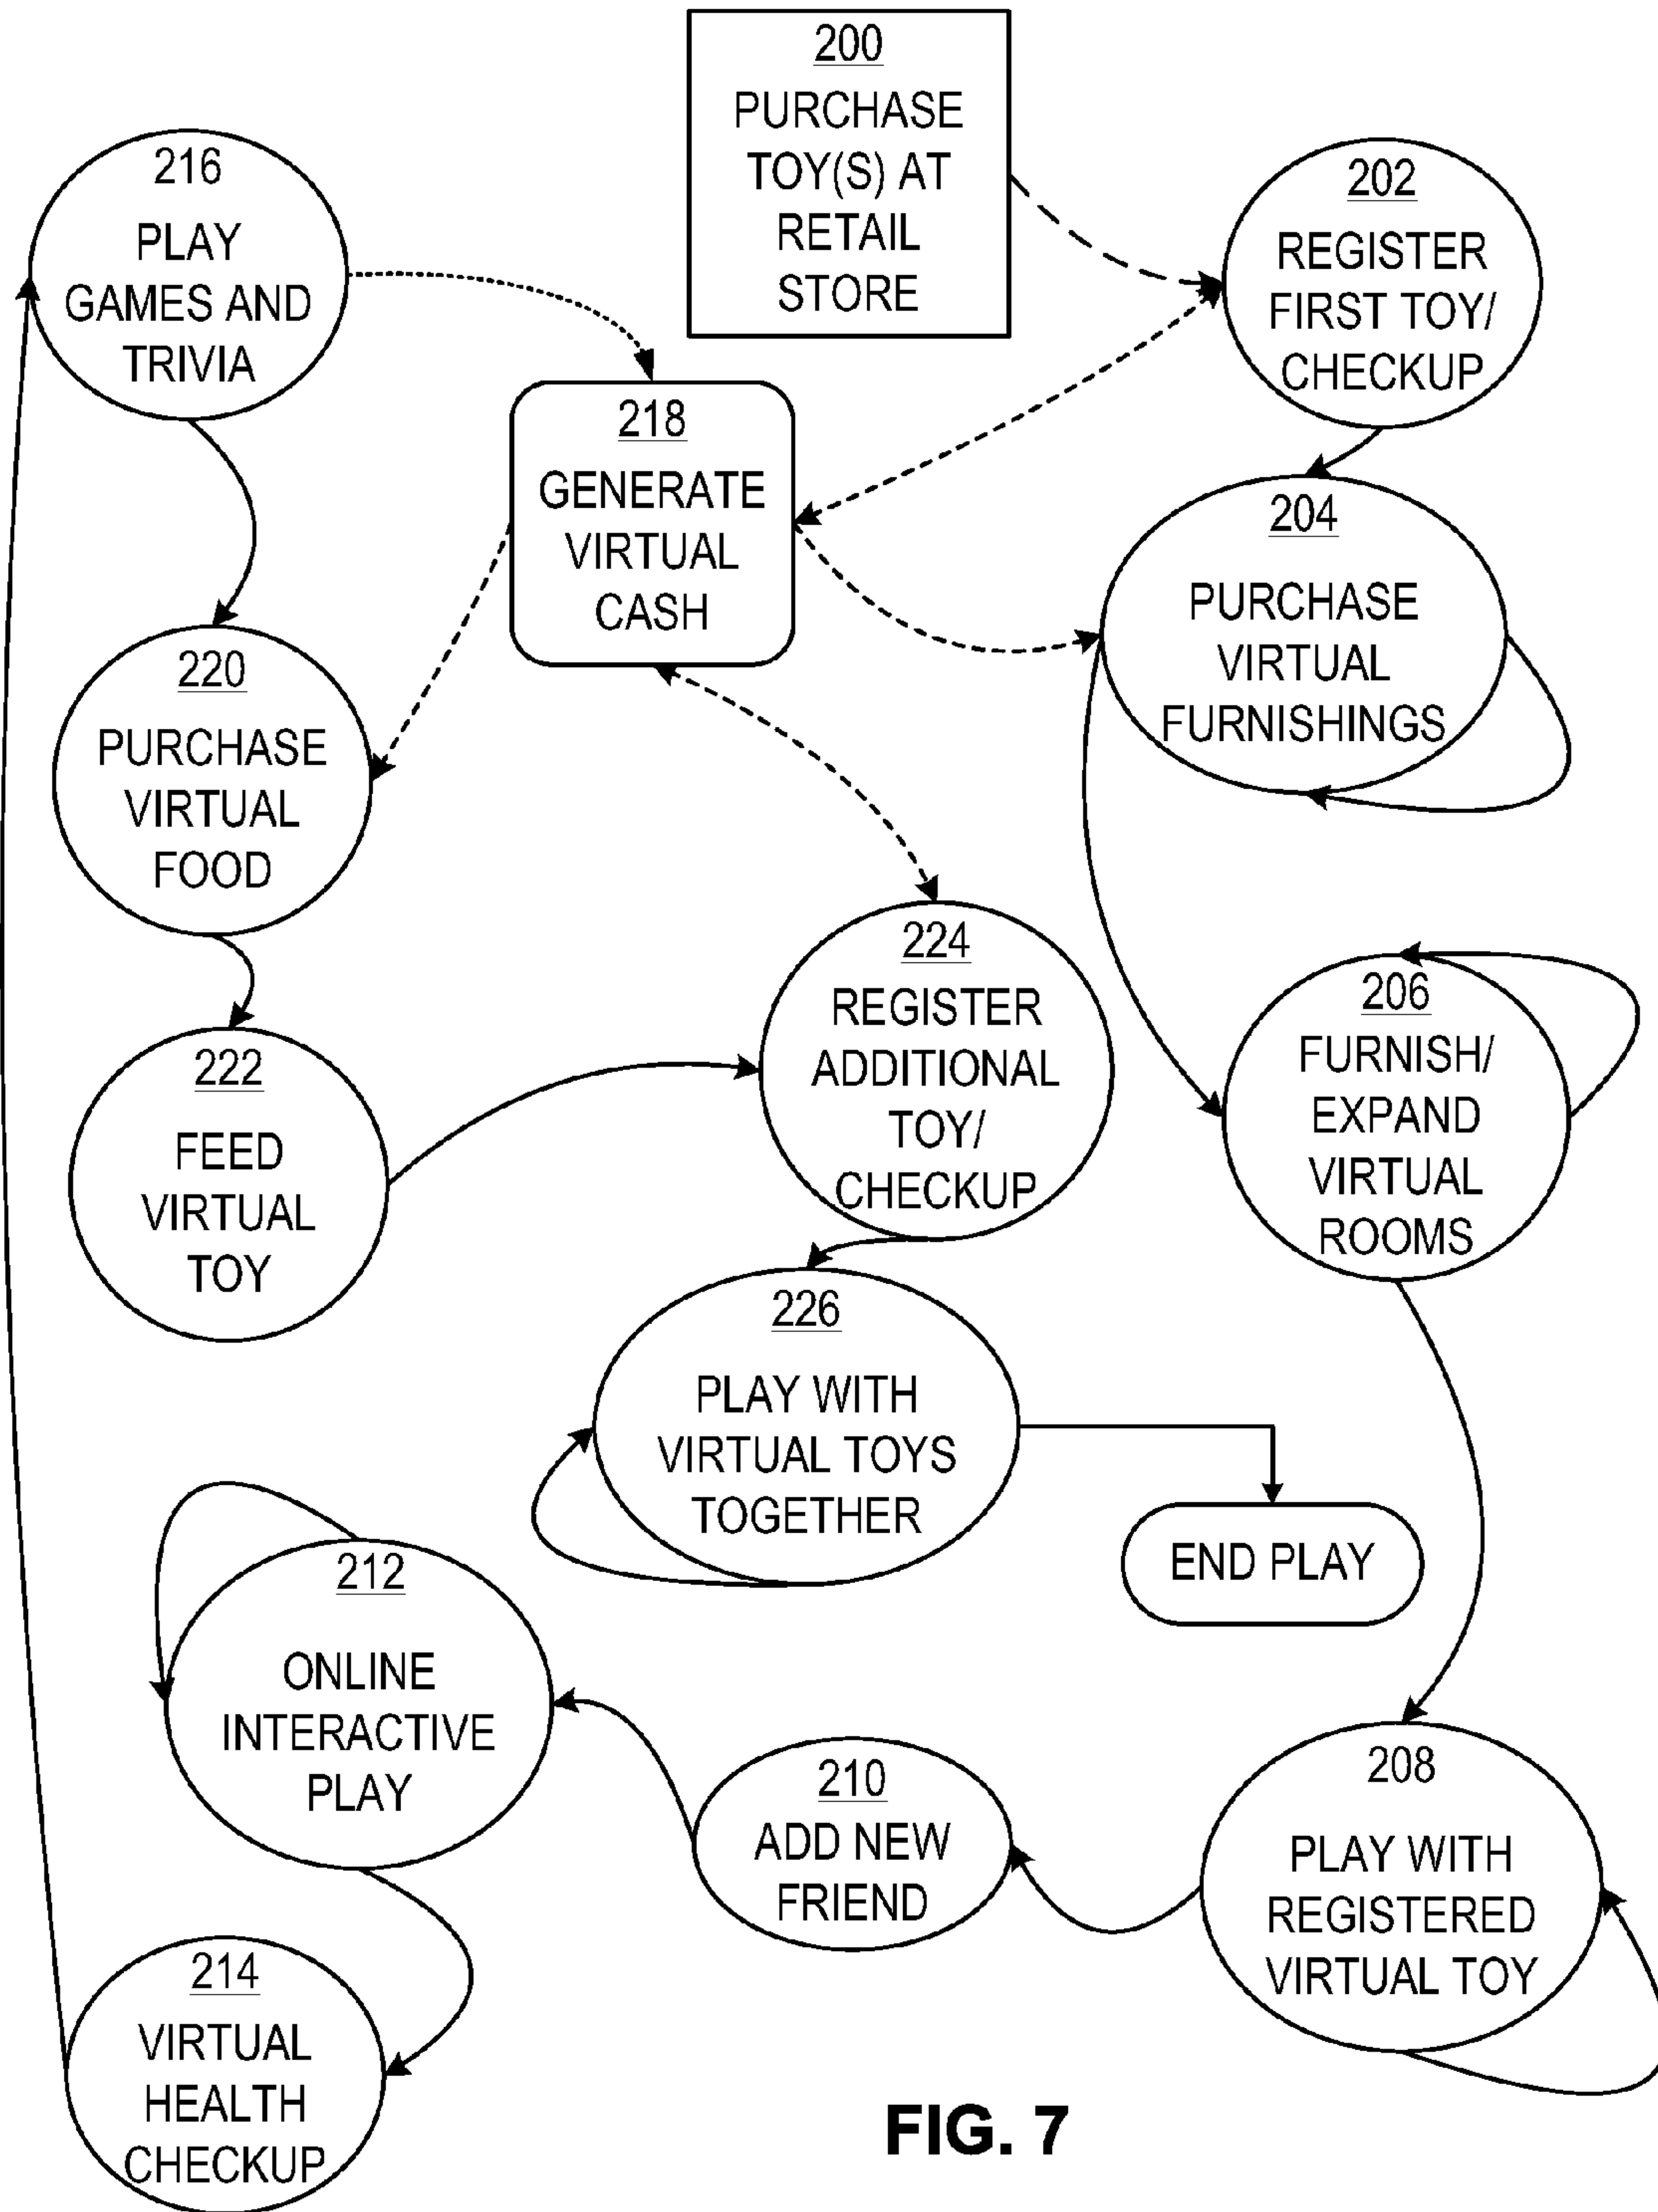 200
PURCHASE
TOY(S) AT
RETAIL
STORE
202
REGISTER
FIRST TOY/
CHECKUP
204
PURCHASE
VIRTUAL
FURNISHINGS
206
FURNISH/
EXPAND
VIRTUAL
ROOMS
208
PLAY WITH
REGISTERED
VIRTUAL TOY
210
ADD NEW
FRIEND
212
ONLINE
INTERACTIVE
PLAY
214
VIRTUAL
HEALTH
CHECKUP
216
PLAY
GAMES AND
TRIVIA
218
GENERATE
VIRTUAL
CASH
220
PURCHASE
VIRTUAL
FOOD
222
FEED
VIRTUAL
TOY
224
REGISTER
ADDITIONAL
TOY/
CHECKUP
226
PLAY WITH
VIRTUAL TOYS
TOGETHER
END PLAY
FIG. 7